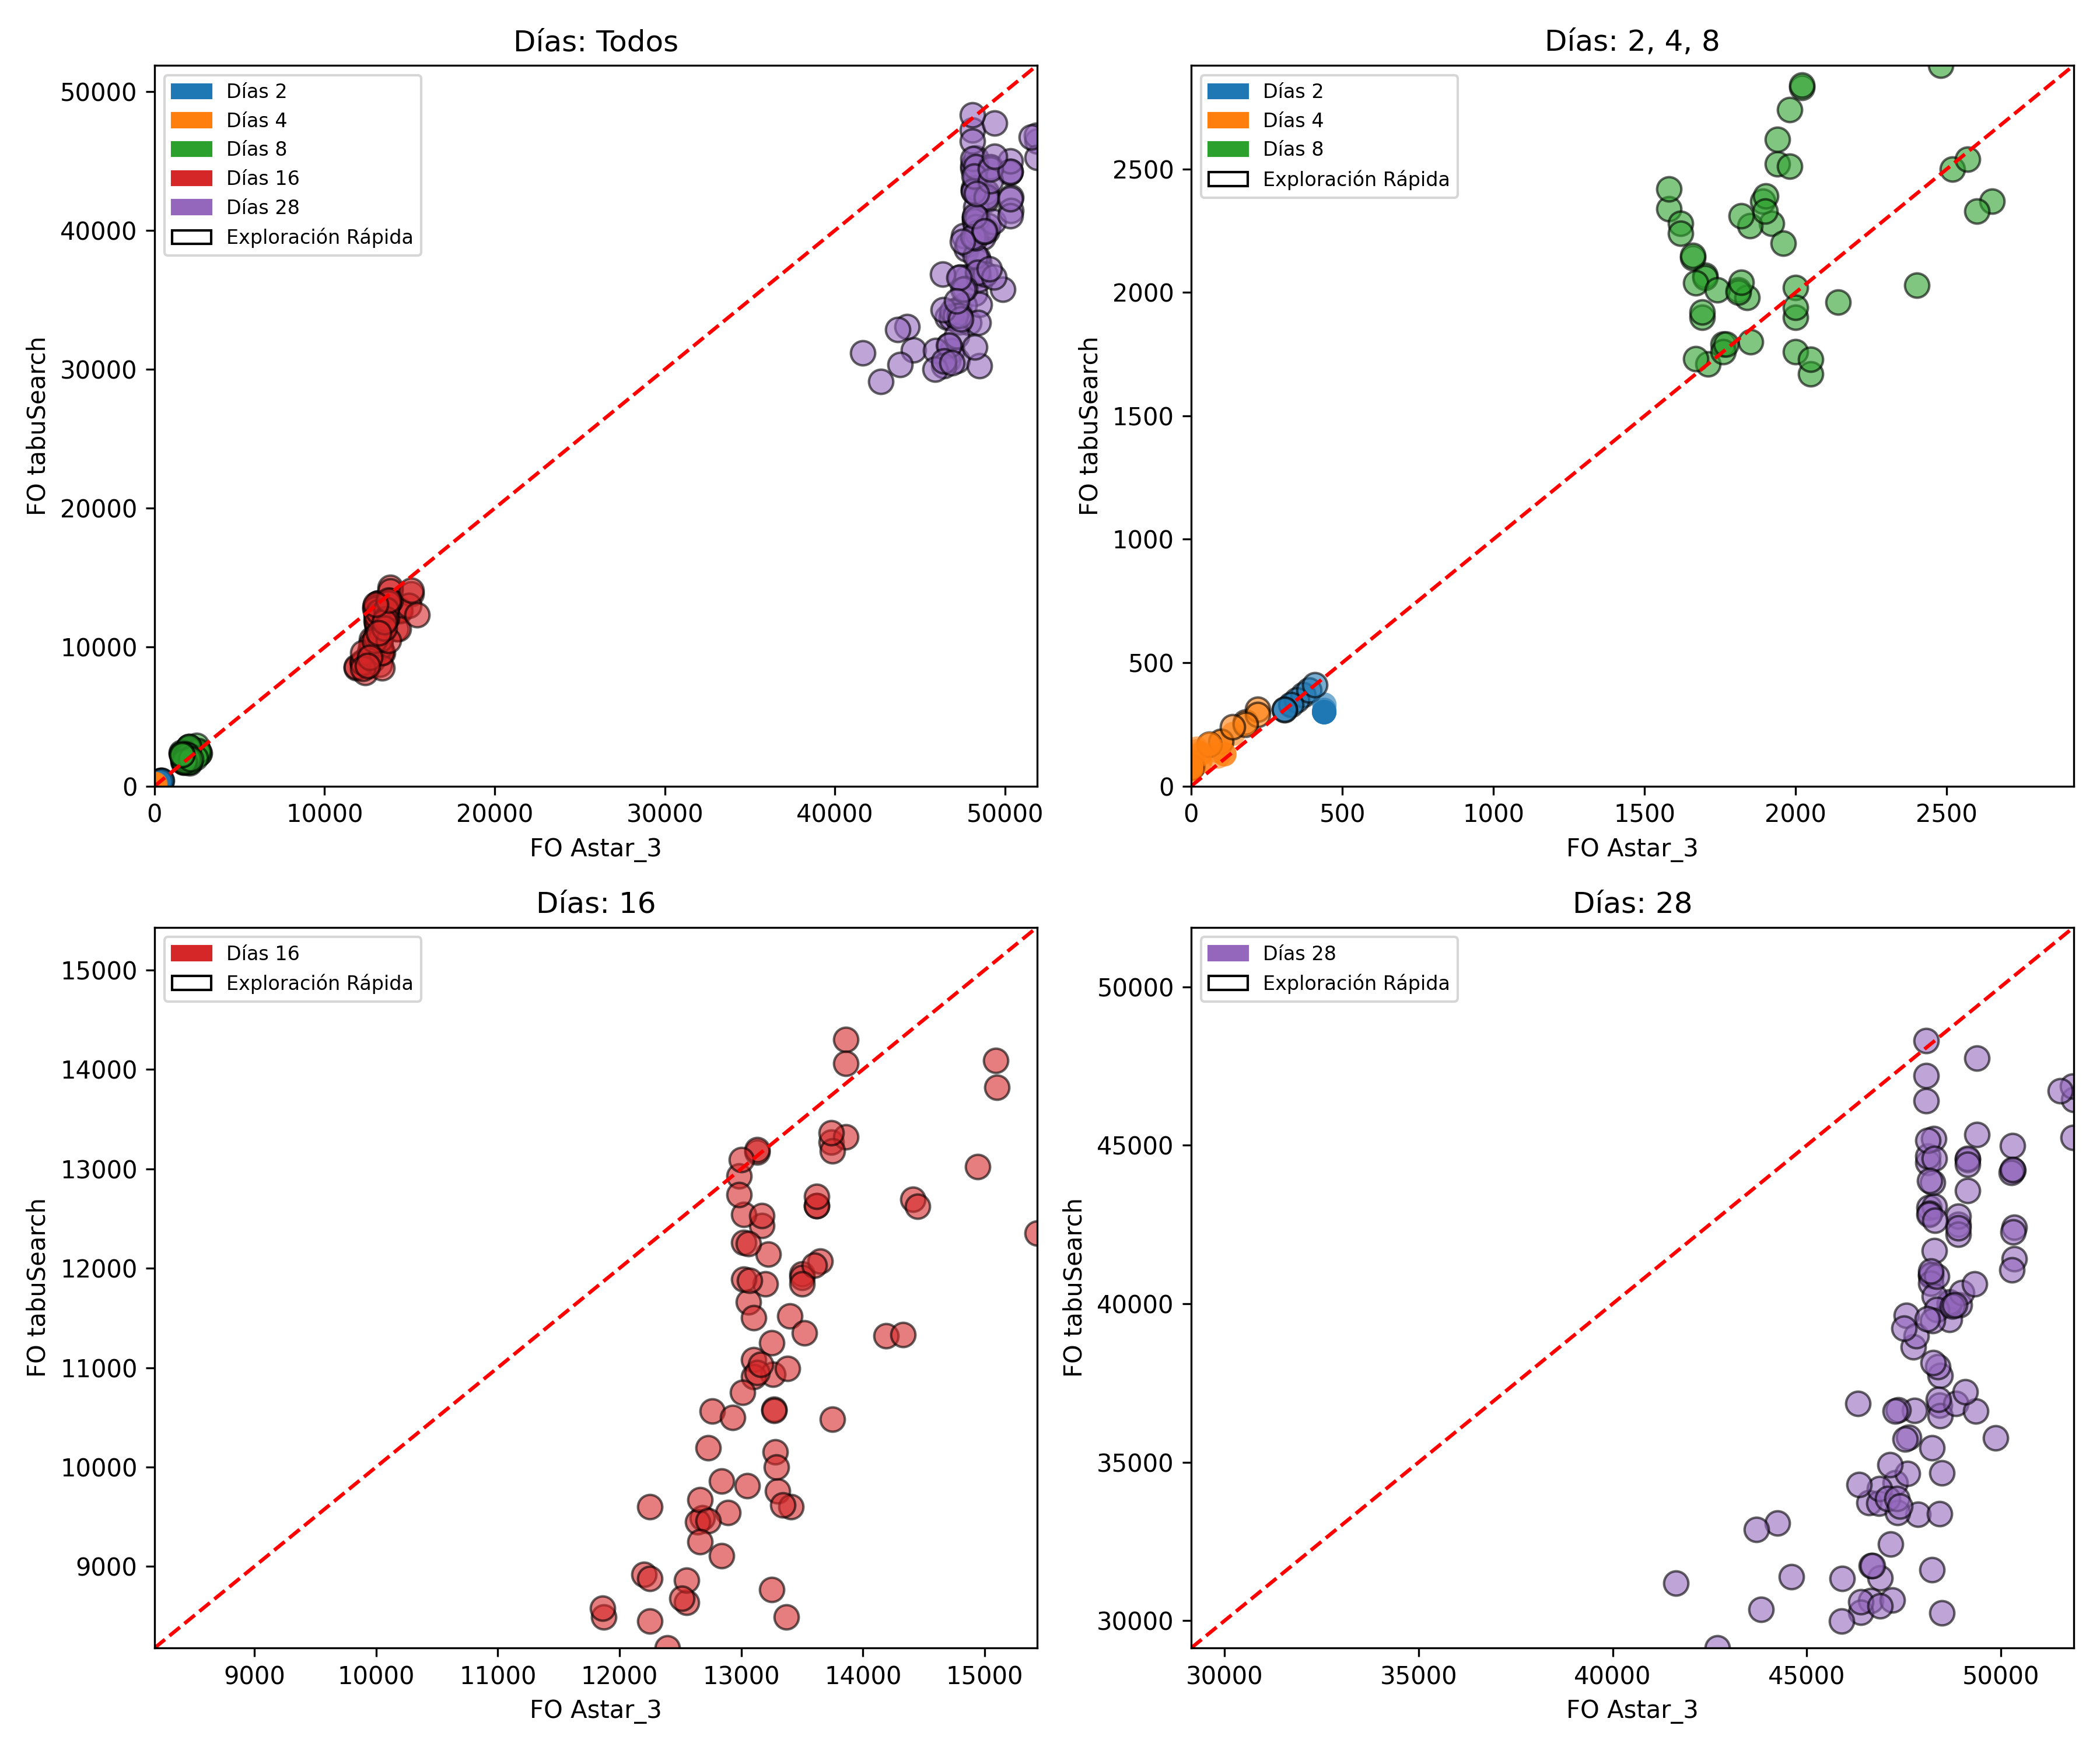 Días: Todos
50000
40000
30000
20000
10000
0
FO tabuSearch
Días 2
Días 4
Días 8
Días 16
Días 28
Exploración Rápida
0 10000 20000 30000 40000 50000
FO Astar_3
Días: 2, 4, 8
2500
2000
1500
1000
500
0
FO tabuSearch
Días 2
Días 4
Días 8
Exploración Rápida
0 500 1000 1500 2000 2500
FO Astar_3
Días: 16
15000
14000
13000
12000
11000
10000
9000
FO tabuSearch
Días 16
Exploración Rápida
9000 10000 11000 12000 13000 14000 15000
FO Astar_3
Días: 28
50000
45000
40000
35000
30000
FO tabuSearch
Días 28
Exploración Rápida
30000 35000 40000 45000 50000
FO Astar_3